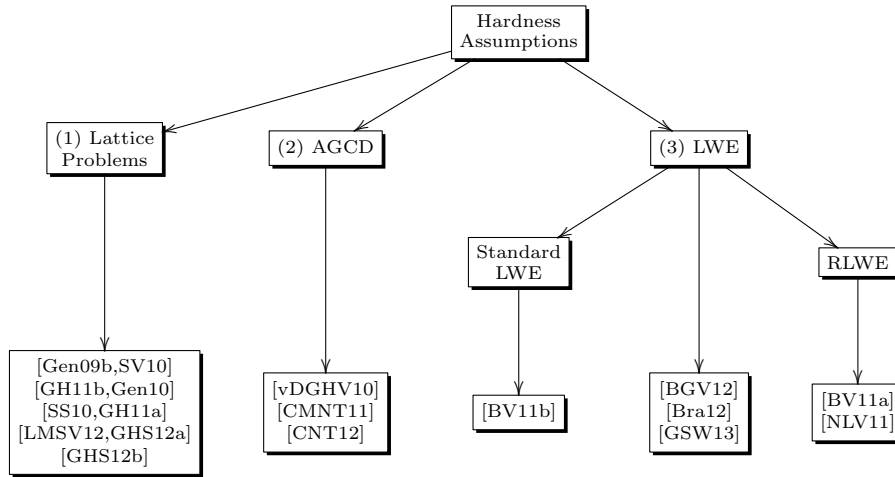 Hardness
Assumptions
(1) Lattice
Problems
(2) AGCD
(3) LWE
Standard
LWE
RLWE
[Gen09b,SV10]
[GH11b,Gen10]
[SS10,GH11a]
[LMSV12,GHS12a]
[GHS12b]
[vDGHV10]
[CMNT11]
[CNT12]
[BV11b]
[BGV12]
[Bra12]
[GSW13]
[BV11a]
[NLV11]